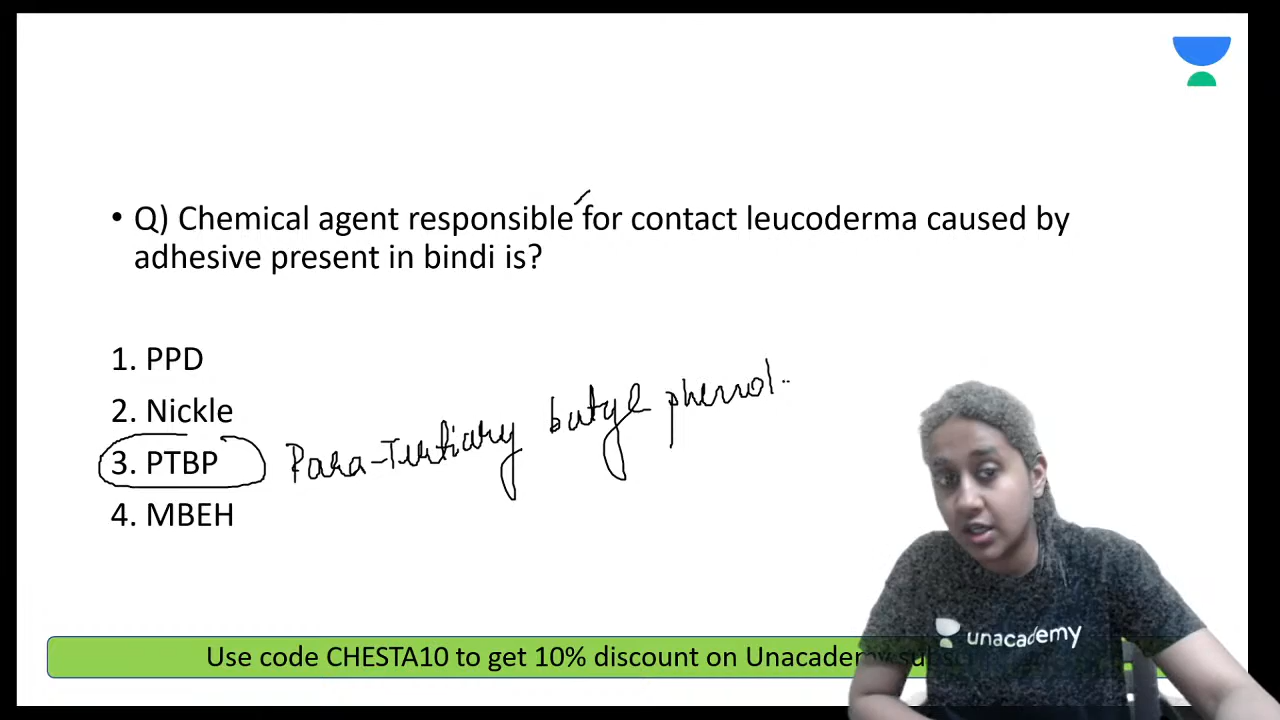 • Q) Chemical agent responsible for contact leucoderma caused by
adhesive present in bindi is?
1. PPD
2. Nickle
3. PTBP Para-Tertiary butyl phenol
4. MBEH
unacademy
Use code CHESTA10 to get 10% discount on Unacademy